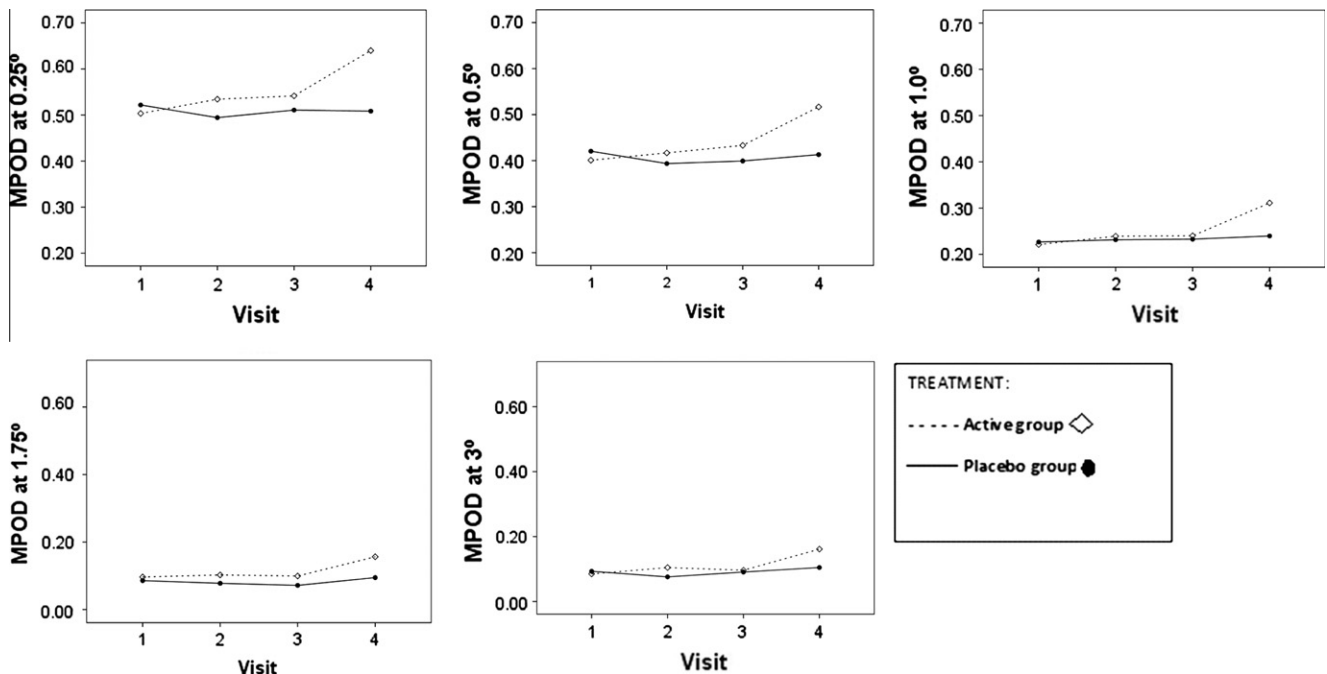 MPOD at 0.25º
0.70
0.60
0.50
0.40
0.30
0.20
1 2 3 4
Visit
MPOD at 0.5º
0.70
0.60
0.50
0.40
0.30
0.20
1 2 3 4
Visit
MPOD at 1.0º
0.70
0.60
0.50
0.40
0.30
0.20
1 2 3 4
Visit
MPOD at 1.75º
0.60
0.40
0.20
0.00
1 2 3 4
Visit
MPOD at 3º
0.60
0.40
0.20
0.00
1 2 3 4
Visit
TREATMENT:
Active group
Placebo group